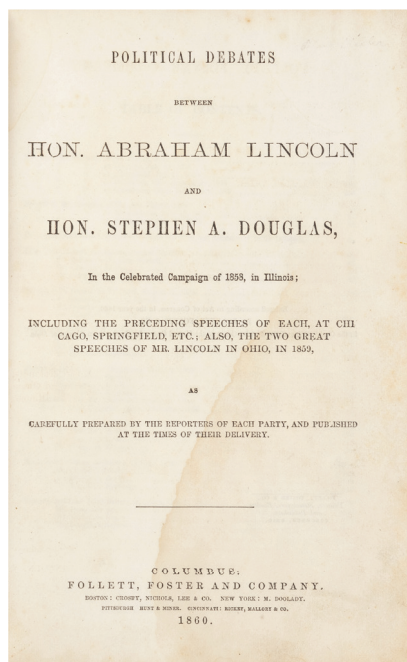 POLITICAL DEBATES
BETWEEN
HON. ABRAHAM LINCOLN
AND
HON. STEPHEN A. DOUGLAS,
In the Celebrated Campaign of 1858, in Illinois;
INCLUDING THE PRECEDING SPEECHES OF EACH, AT CHI
CAGO, SPRINGFIELD, ETC.; ALSO, THE TWO GREAT
SPEECHES OF MR. LINCOLN IN OHIO, IN 1859,
AS
CAREFULLY PREPARED BY THE REPORTERS OF EACH PARTY, AND PUBLISHED
AT THE TIMES OF THEIR DELIVERY.
COLUMBUS:
FOLLETT, FOSTER AND COMPANY.
BOSTON: CROSBY, NICHOLS, LEE & CO. NEW YORK: M. DOOLADY.
PITTSBURGH HUNT & MINER. CINCINNATI: RICKEY, MALLORY & CO.
1860.